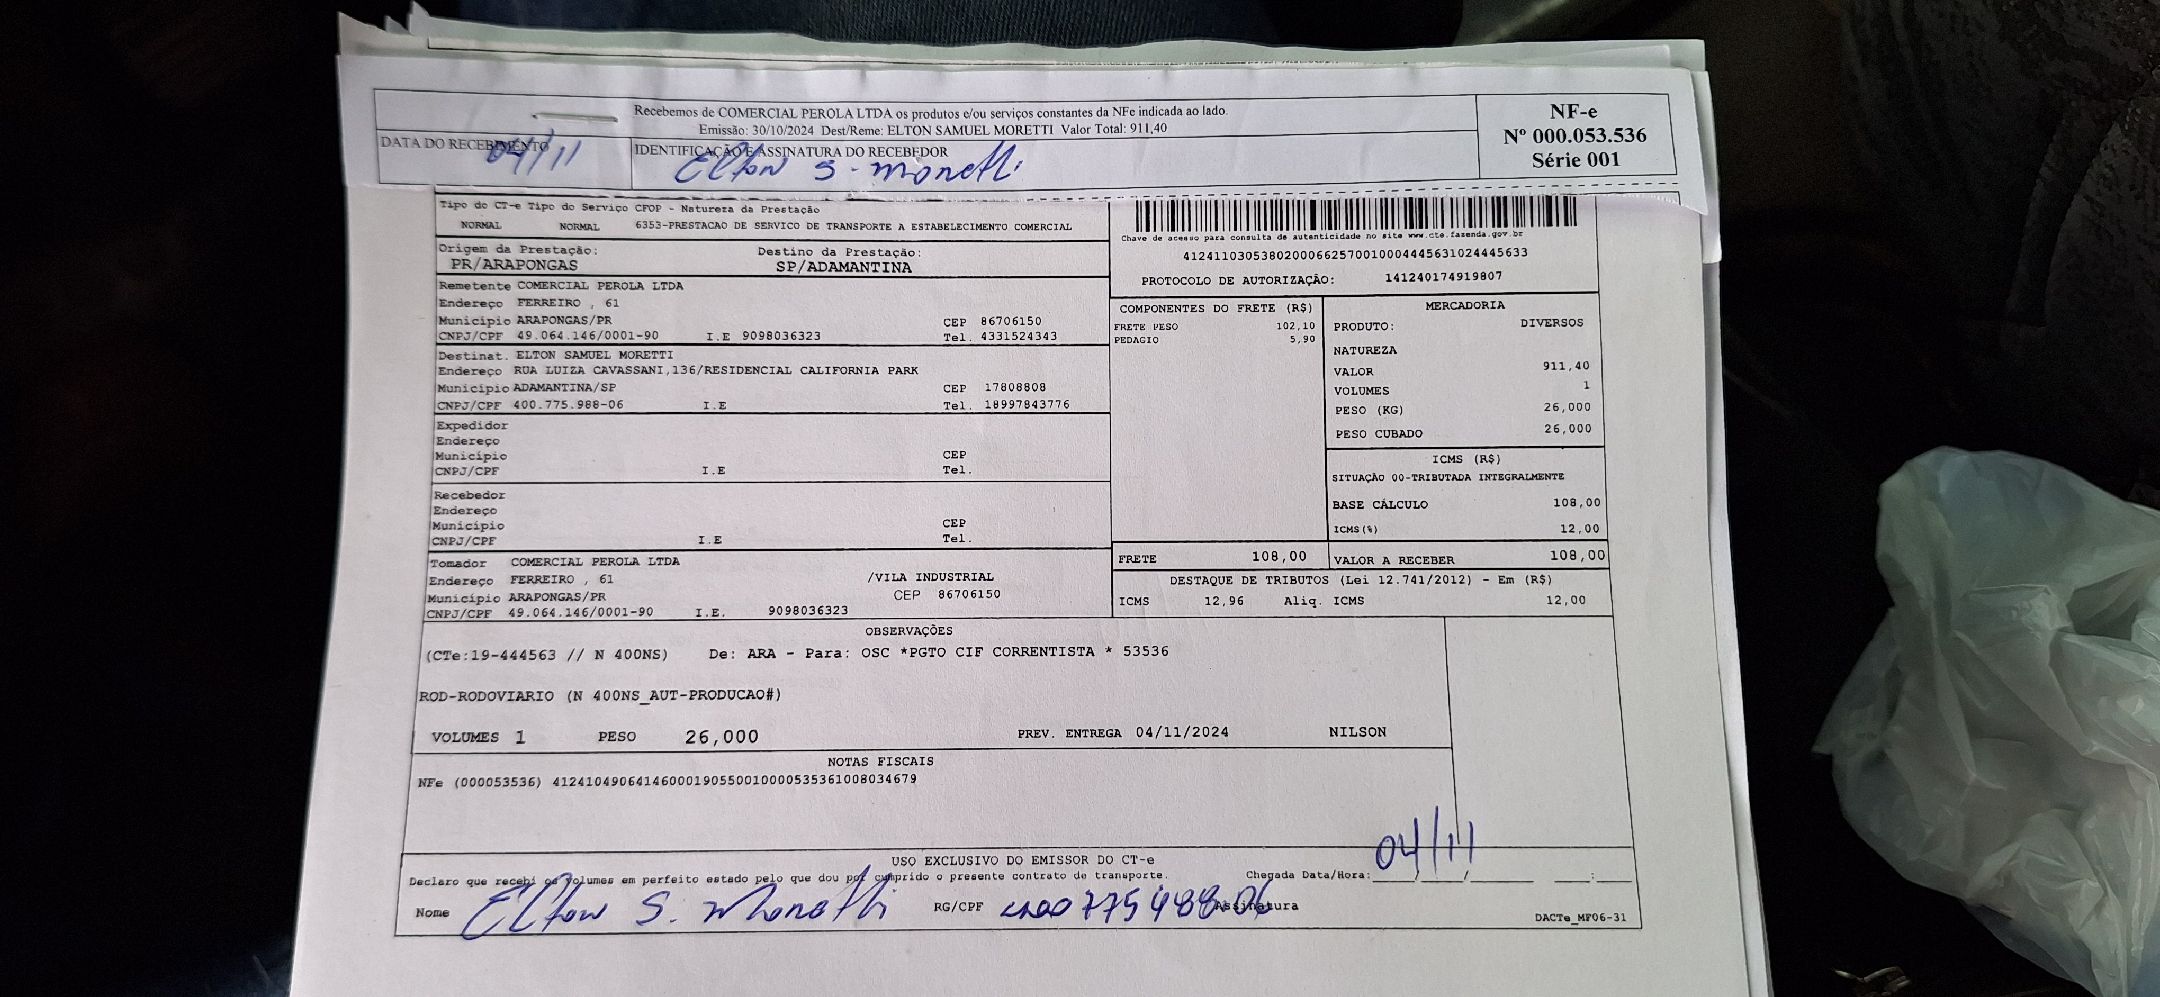 Recebemos de COMERCIAL PEROLA LTDA os produtos e/ou serviços constantes da NFe indicada ao lado.
Emissão: 30/10/2024 Dest/Reme: ELTON SAMUEL MORETTI Valor Total: 911,40
DATA DO RECEBIMENTO
04/11
IDENTIFICAÇÃO E ASSINATURA DO RECEBEDOR
Elton S. Moretti
NF-e
Nº 000.053.536
Série 001
Tipo do CT-e Tipo do Serviço CFOP - Natureza da Prestação
NORMAL NORMAL 6353-PRESTACAO DE SERVICO DE TRANSPORTE A ESTABELECIMENTO COMERCIAL
Origem da Prestação: Destino da Prestação:
PR/ARAPONGAS SP/ADAMANTINA
Remetente COMERCIAL PEROLA LTDA
Endereço FERREIRO , 61
Município ARAPONGAS/PR CEP 86706150
CNPJ/CPF 49.064.146/0001-90 I.E 9098036323 Tel. 4331524343
Destinat. ELTON SAMUEL MORETTI
Endereço RUA LUIZA CAVASSANI,136/RESIDENCIAL CALIFORNIA PARK
Município ADAMANTINA/SP CEP 17808808
CNPJ/CPF 400.775.988-06 I.E Tel. 18997843776
Expedidor
Endereço
Município CEP
CNPJ/CPF I.E Tel.
Recebedor
Endereço
Município CEP
CNPJ/CPF I.E Tel.
Tomador COMERCIAL PEROLA LTDA
Endereço FERREIRO , 61 /VILA INDUSTRIAL
Município ARAPONGAS/PR CEP 86706150
CNPJ/CPF 49.064.146/0001-90 I.E. 9098036323
Chave de acesso para consulta de autenticidade no site www.cte.fazenda.gov.br
41241103053802000662570010004445631024445633
PROTOCOLO DE AUTORIZAÇÃO: 141240174919807
COMPONENTES DO FRETE (R$)
FRETE PESO 102,10
PEDAGIO 5,90
MERCADORIA
PRODUTO: DIVERSOS
NATUREZA
VALOR 911,40
VOLUMES 1
PESO (KG) 26,000
PESO CUBADO 26,000
ICMS (R$)
SITUAÇÃO 00-TRIBUTADA INTEGRALMENTE
BASE CÁLCULO 108,00
ICMS(%) 12,00
FRETE 108,00 VALOR A RECEBER 108,00
DESTAQUE DE TRIBUTOS (Lei 12.741/2012) - Em (R$)
ICMS 12,96 Aliq. ICMS 12,00
OBSERVAÇÕES
(CTe:19-444563 // N 400NS) De: ARA - Para: OSC *PGTO CIF CORRENTISTA * 53536
ROD-RODOVIARIO (N 400NS_AUT-PRODUCAO#)
VOLUMES 1 PESO 26,000 PREV. ENTREGA 04/11/2024 NILSON
NOTAS FISCAIS
NFe (000053536) 41241049064146000190550010000535361008034679
USO EXCLUSIVO DO EMISSOR DO CT-e
Declaro que recebi os volumes em perfeito estado pelo que dou por cumprido o presente contrato de transporte. Chegada Data/Hora: 04/11
Nome Elton S. Moretti RG/CPF Assinatura
DACTe_MF06-31